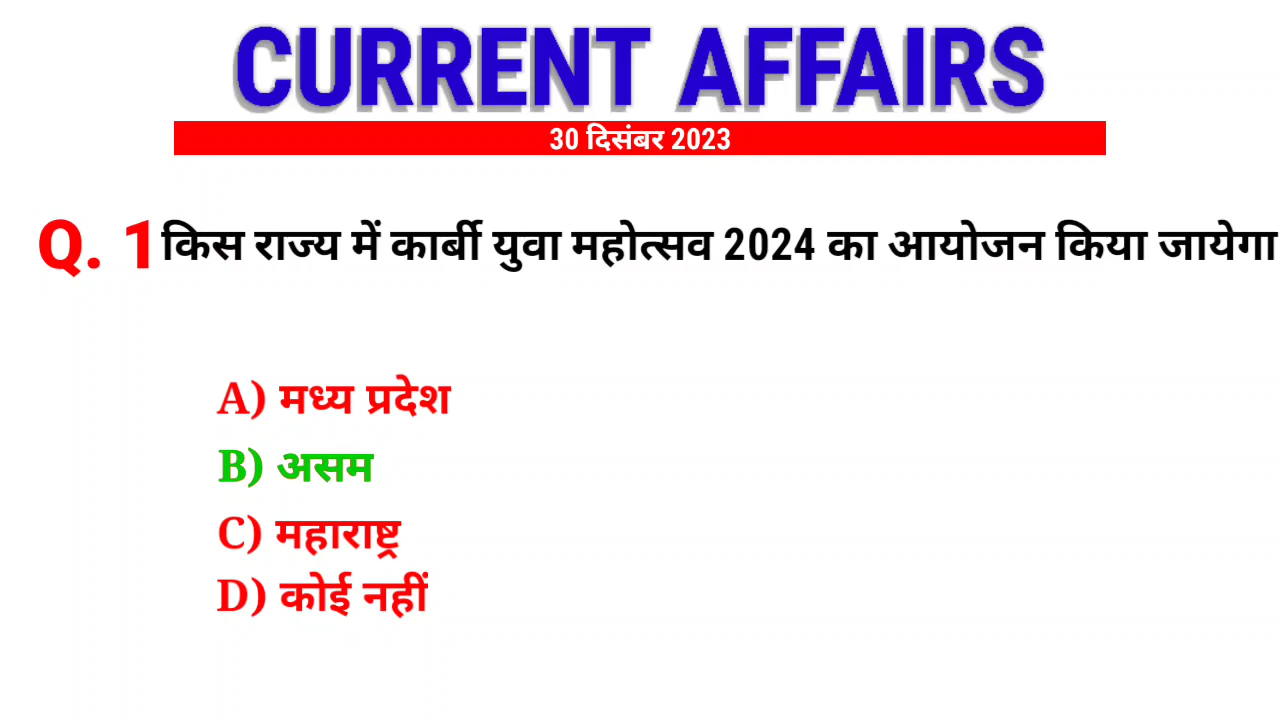 CURRENT AFFAIRS
30 दिसंबर 2023
Q. 1 किस राज्य में कार्बी युवा महोत्सव 2024 का आयोजन किया जायेगा
A) मध्य प्रदेश
B) असम
C) महाराष्ट्र
D) कोई नहीं